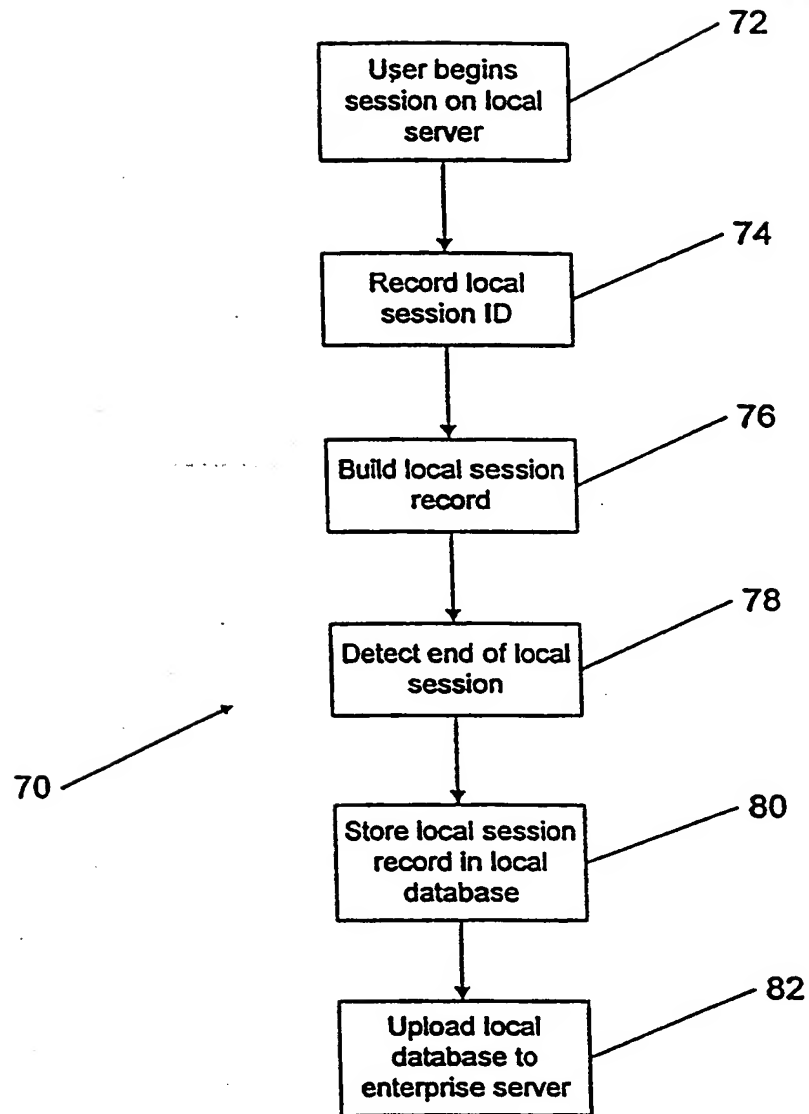 72
User begins
session on local
server
74
Record local
session ID
76
Build local session
record
78
Detect end of local
session
70
80
Store local session
record in local
database
82
Upload local
database to
enterprise server